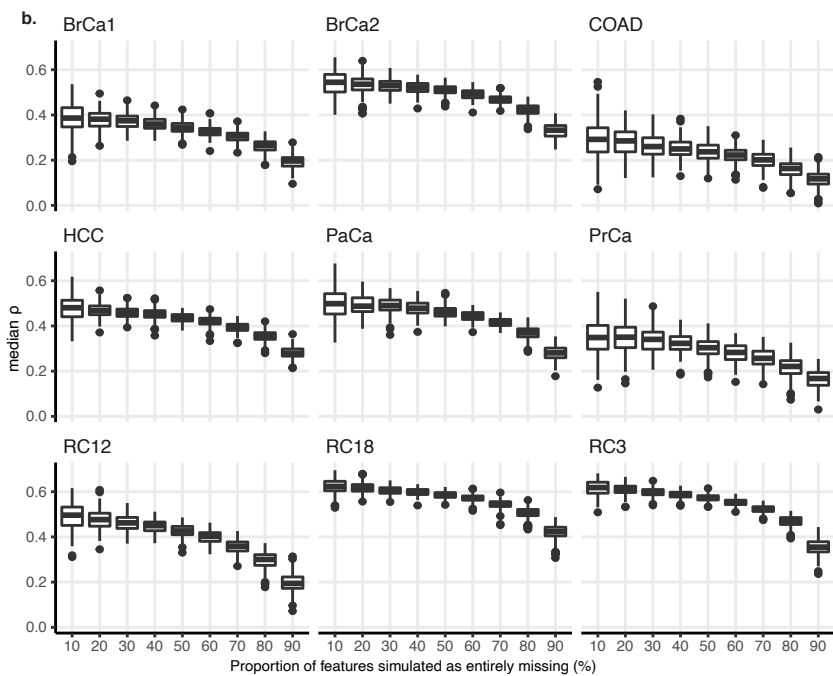 b.
BrCa1 BrCa2 COAD
0.6
0.4
0.2
0.0
HCC PaCa PrCa
0.6
0.4
0.2
0.0
median ρ
RC12 RC18 RC3
0.6
0.4
0.2
0.0
10 20 30 40 50 60 70 80 90 10 20 30 40 50 60 70 80 90 10 20 30 40 50 60 70 80 90
Proportion of features simulated as entirely missing (%)